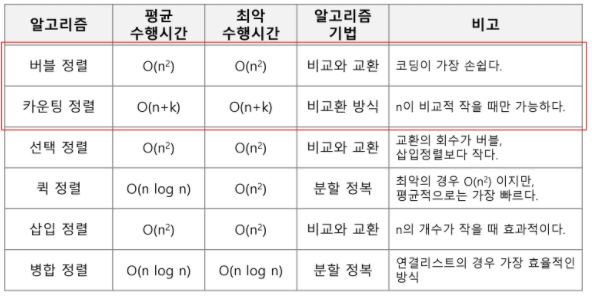 알고리즘 평균 수행시간 최악 수행시간 알고리즘 기법 비고
버블 정렬 O(n²) O(n²) 비교와 교환 코딩이 가장 손쉽다.
카운팅 정렬 O(n+k) O(n+k) 비교환 방식 n이 비교적 작을 때만 가능하다.
선택 정렬 O(n²) O(n²) 비교와 교환 교환의 회수가 버블,
삽입정렬보다 작다.
퀵 정렬 O(n log n) O(n²) 분할 정복 최악의 경우 O(n²) 이지만,
평균적으로는 가장 빠르다.
삽입 정렬 O(n²) O(n²) 비교와 교환 n의 개수가 작을 때 효과적이다.
병합 정렬 O(n log n) O(n log n) 분할 정복 연결리스트의 경우 가장 효율적인
방식